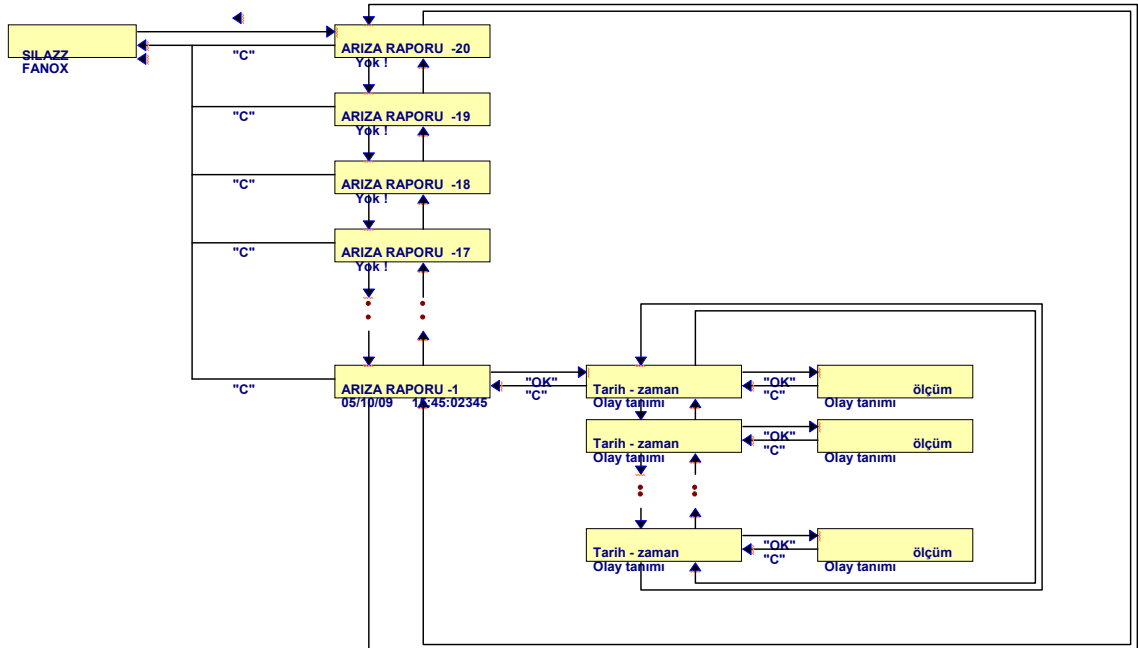 SILAZZ
FANOX
"C"
ARIZA RAPORU -20
Yok !
"C"
ARIZA RAPORU -19
Yok !
"C"
ARIZA RAPORU -18
Yok !
"C"
ARIZA RAPORU -17
Yok !
"C"
ARIZA RAPORU -1
05/10/09 :45:02345
"OK"
"C"
Tarih - zaman
Olay tanımı
"OK"
"C"
ölçüm
Olay tanımı
Tarih - zaman
Olay tanımı
"OK"
"C"
ölçüm
Olay tanımı
Tarih - zaman
Olay tanımı
"OK"
"C"
ölçüm
Olay tanımı